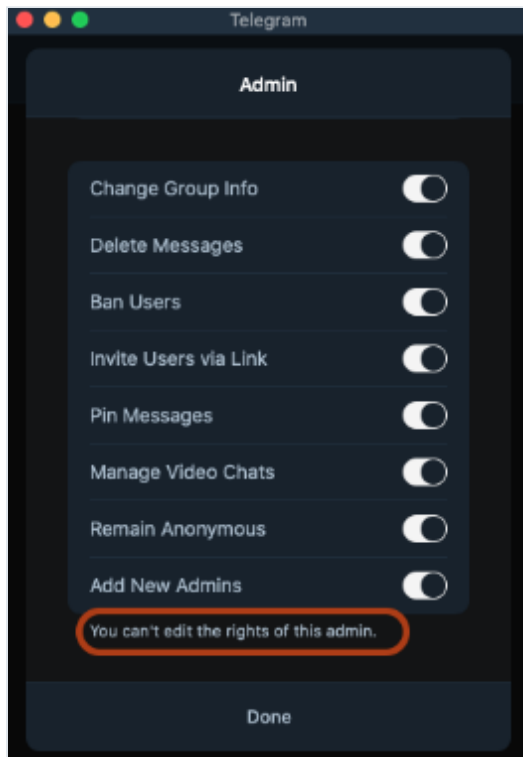 Telegram
Admin
Change Group Info
Delete Messages
Ban Users
Invite Users via Link
Pin Messages
Manage Video Chats
Remain Anonymous
Add New Admins
You can't edit the rights of this admin.
Done